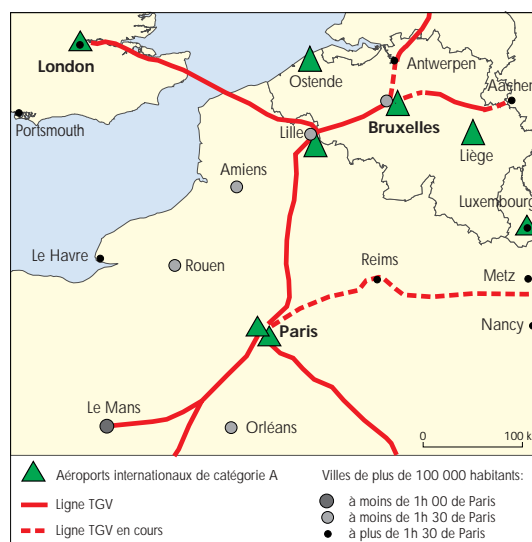 London
Portsmouth
Ostende
Antwerpen
Aachen
Lille
Bruxelles
Liège
Amiens
Luxembourg
Le Havre
Rouen
Reims
Metz
Paris
Nancy
Le Mans
Orléans
0 100 k
Aéroports internationaux de catégorie A
Ligne TGV
Ligne TGV en cours
Villes de plus de 100 000 habitants:
à moins de 1h 00 de Paris
à moins de 1h 30 de Paris
à plus de 1h 30 de Paris